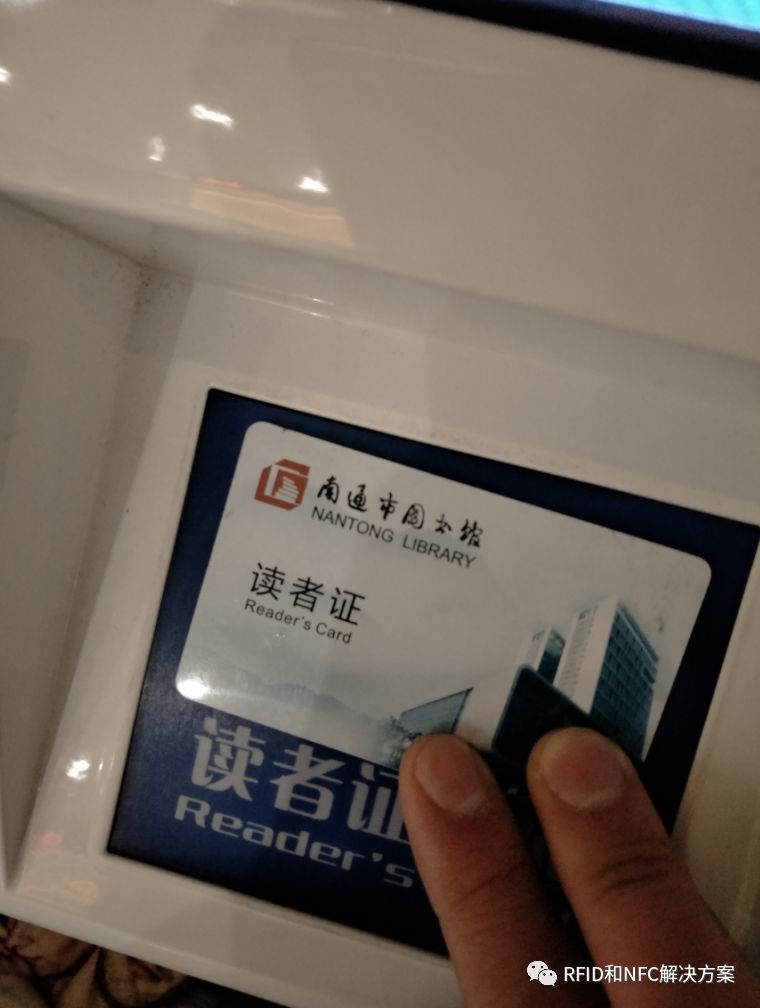 南通市图书馆
NANTONG LIBRARY
读者证
Reader's Card
读者证
Reader's
RFID和NFC解决方案